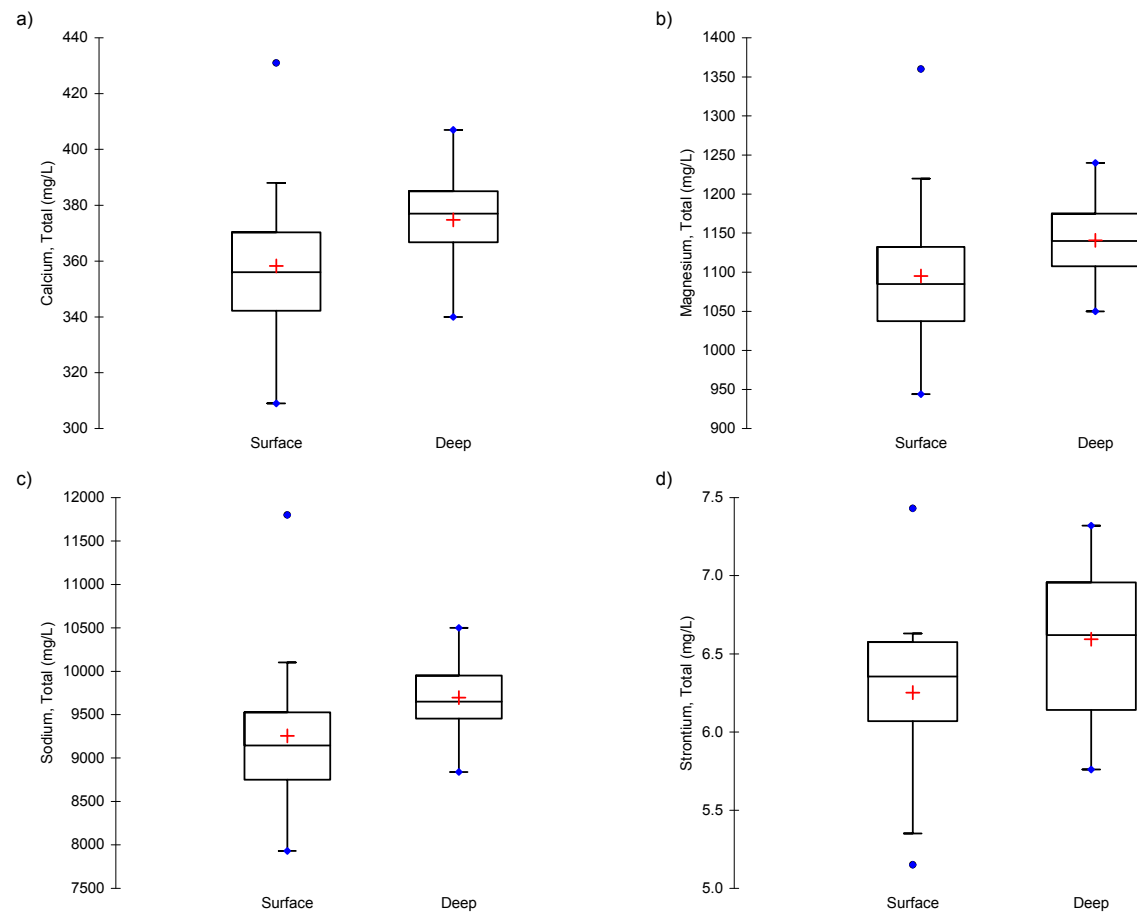 a)
Calcium, Total (mg/L)
440
420
400
380
360
340
320
300
Surface Deep
b)
Magnesium, Total (mg/L)
1400
1350
1300
1250
1200
1150
1100
1050
1000
950
900
Surface Deep
c)
Sodium, Total (mg/L)
12000
11500
11000
10500
10000
9500
9000
8500
8000
7500
Surface Deep
d)
Strontium, Total (mg/L)
7.5
7.0
6.5
6.0
5.5
5.0
Surface Deep